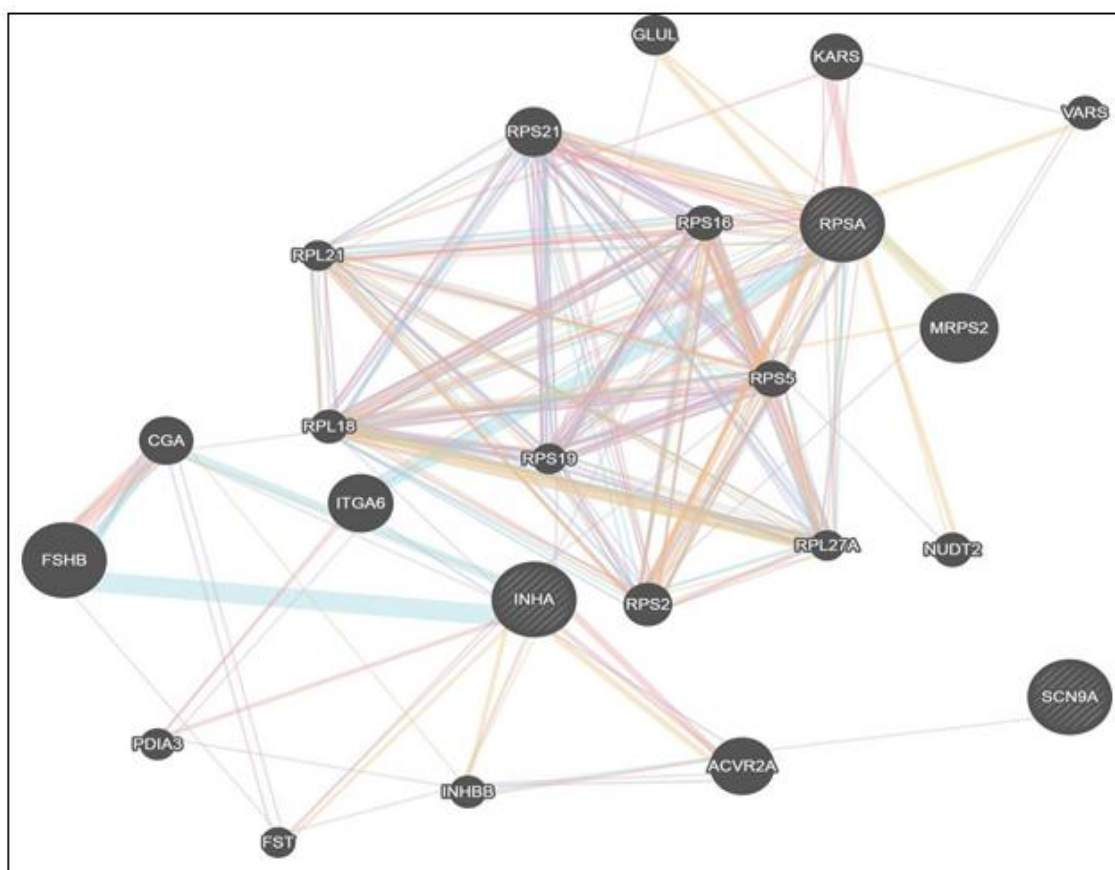 GLUL
KARS
VARS
RPS21
RPS16
RPSA
RPL21
MRPS2
RPS5
RPL18
CGA
RPS19
ITGA6
FSHB
RPL27A
NUDT2
INHA
RPS2
SCN9A
PDIA3
ACVR2A
INHBB
FST